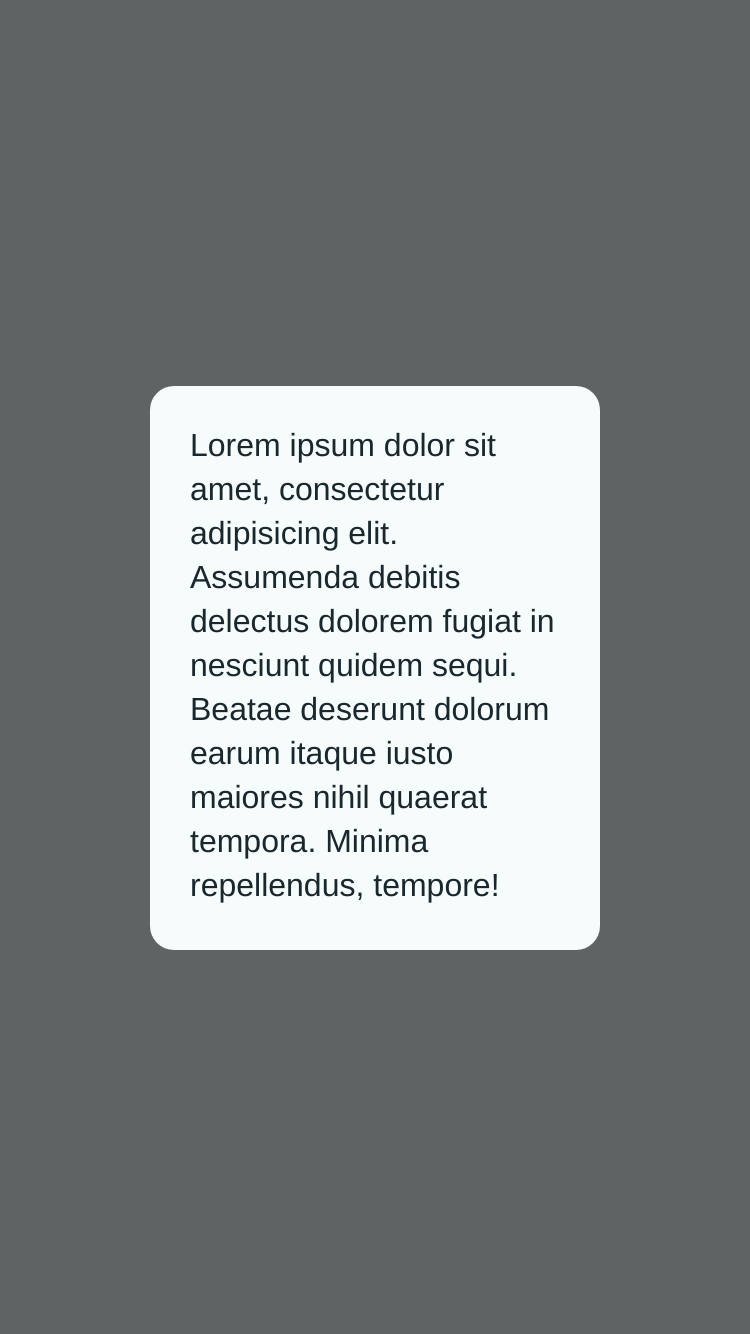 Lorem ipsum dolor sit
amet, consectetur
adipisicing elit.
Assumenda debitis
delectus dolorem fugiat in
nesciunt quidem sequi.
Beatae deserunt dolorum
earum itaque iusto
maiores nihil quaerat
tempora. Minima
repellendus, tempore!